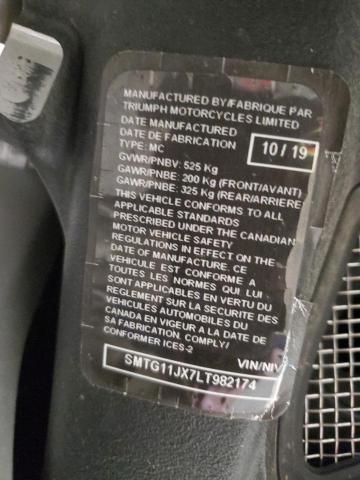 MANUFACTURED BY/FABRIQUE PAR
TRIUMPH MOTORCYCLES LIMITED
DATE MANUFACTURED
DATE DE FABRICATION
10 / 19
TYPE: MC
GVWR/PNBV: 525 Kg
GAWR/PNBE: 200 Kg (FRONT/AVANT)
GAWR/PNBE: 325 Kg (REAR/ARRIERE)
THIS VEHICLE CONFORMS TO ALL
APPLICABLE STANDARDS
PRESCRIBED UNDER THE CANADIAN
MOTOR VEHICLE SAFETY
REGULATIONS IN EFFECT ON THE
DATE OF MANUFACTURE. CE
VEHICULE EST CONFORME A
TOUTES LES NORMES QUI LUI
SONT APPLICABLES EN VERTU DU
REGLEMENT SUR LA SECURITE DES
VEHICULES AUTOMOBILES DU
CANADA EN VIGEUR A LA DATE DE
SA FABRICATION. COMPLY/
CONFORMER ICES-2
VIN/NIV
SMTG11JX7LT982174